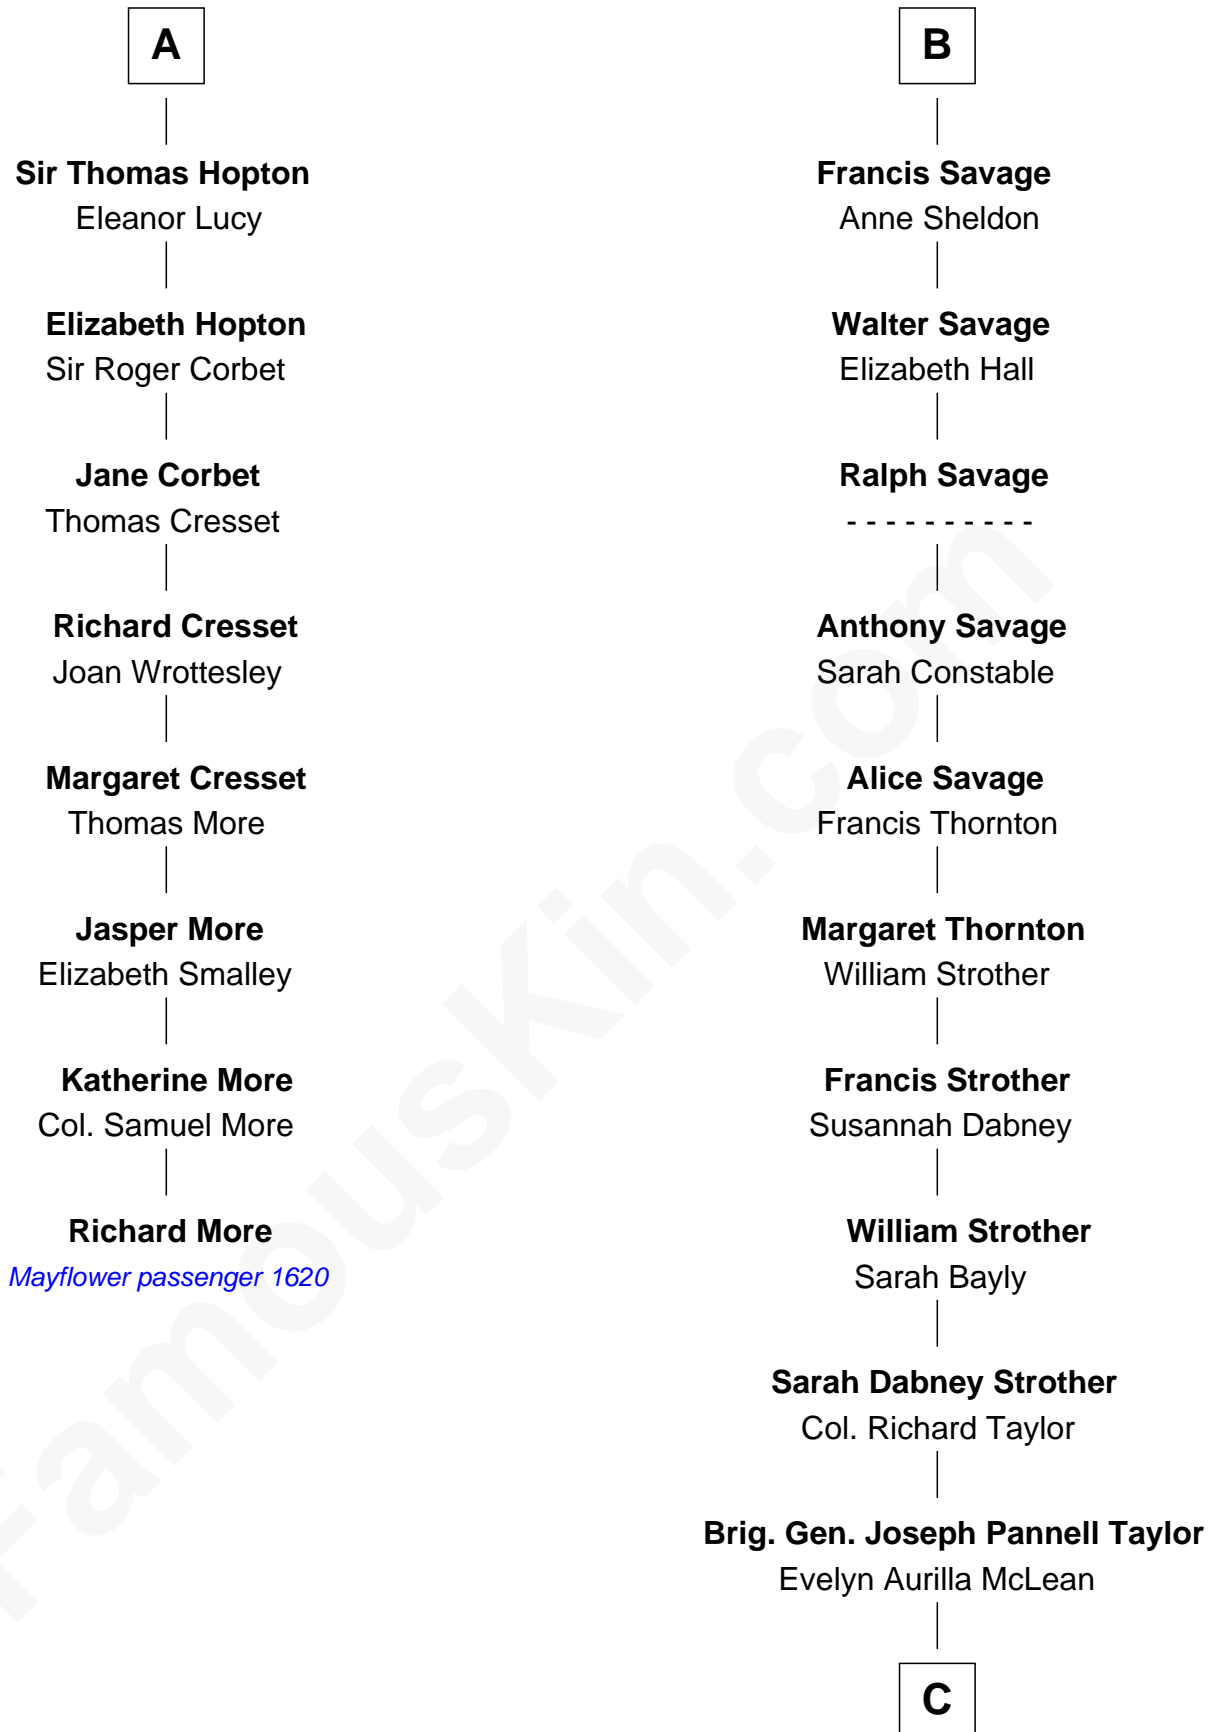 A
Sir Thomas Hopton
Eleanor Lucy
Elizabeth Hopton
Sir Roger Corbet
Jane Corbet
Thomas Cresset
Richard Cresset
Joan Wrottesley
Margaret Cresset
Thomas More
Jasper More
Elizabeth Smalley
Katherine More
Col. Samuel More
Richard More
Mayflower passenger 1620
B
Francis Savage
Anne Sheldon
Walter Savage
Elizabeth Hall
Ralph Savage
- - - - - - - - - -
Anthony Savage
Sarah Constable
Alice Savage
Francis Thornton
Margaret Thornton
William Strother
Francis Strother
Susannah Dabney
William Strother
Sarah Bayly
Sarah Dabney Strother
Col. Richard Taylor
Brig. Gen. Joseph Pannell Taylor
Evelyn Aurilla McLean
C
FamousKin.com